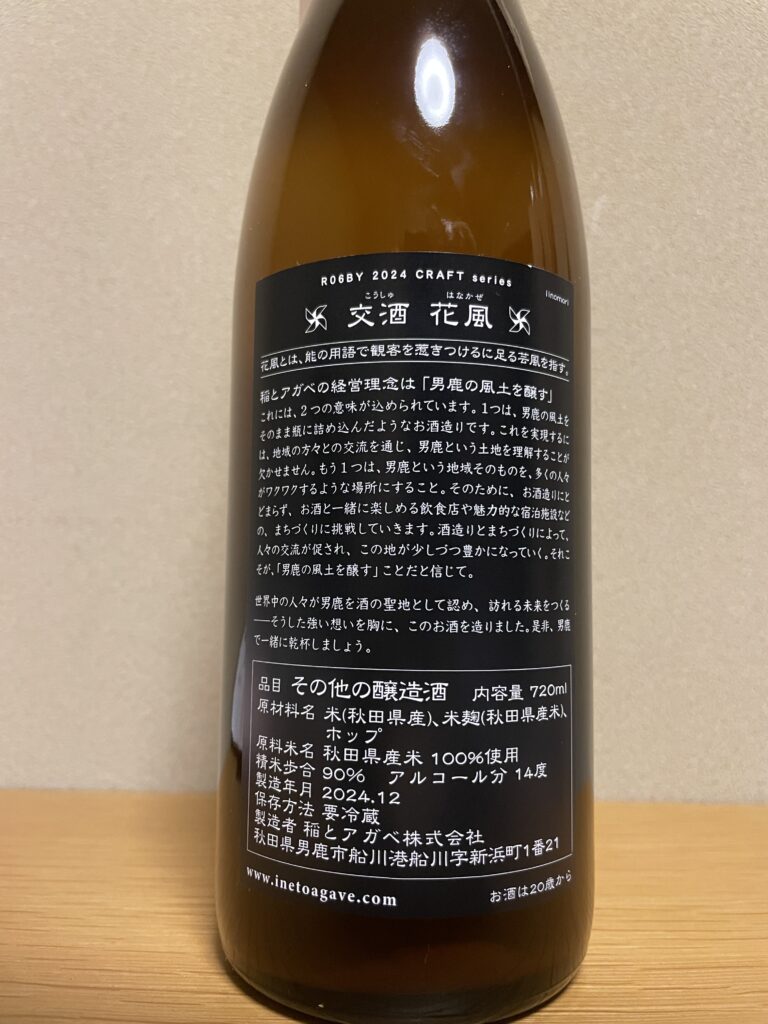 R06BY 2024 CRAFT series
linomori
こうしゅ はなかぜ
交酒 花風
花風とは、能の用語で観客を惹きつけるに足る芸風を指す。
稲とアガベの経営理念は「男鹿の風土を醸す」
これには、2つの意味が込められています。1つは、男鹿の風土を
そのまま瓶に詰め込んだようなお酒造りです。これを実現するに
は、地域の方々との交流を通じ、男鹿という土地を理解することが
欠かせません。もう1つは、男鹿という地域そのものを、多くの人々
がワクワクするような場所にすること。そのために、お酒造りにと
どまらず、お酒と一緒に楽しめる飲食店や魅力的な宿泊施設など
の、まちづくりに挑戦していきます。酒造りとまちづくりによって、
人々の交流が促され、この地が少しづつ豊かになっていく。それこ
そが、「男鹿の風土を醸す」ことだと信じて。
世界中の人々が男鹿を酒の聖地として認め、訪れる未来をつくる
──そうした強い想いを胸に、このお酒を造りました。是非、男鹿
で一緒に乾杯しましょう。
品目 その他の醸造酒 内容量 720ml
原材料名 米(秋田県産)、米麹(秋田県産米)、
ホップ
原料米名 秋田県産米 100%使用
精米歩合 90% アルコール分 14度
製造年月 2024.12
保存方法 要冷蔵
製造者 稲とアガベ株式会社
秋田県男鹿市船川港船川字新浜町1番21
www.inetoagave.com
お酒は20歳から